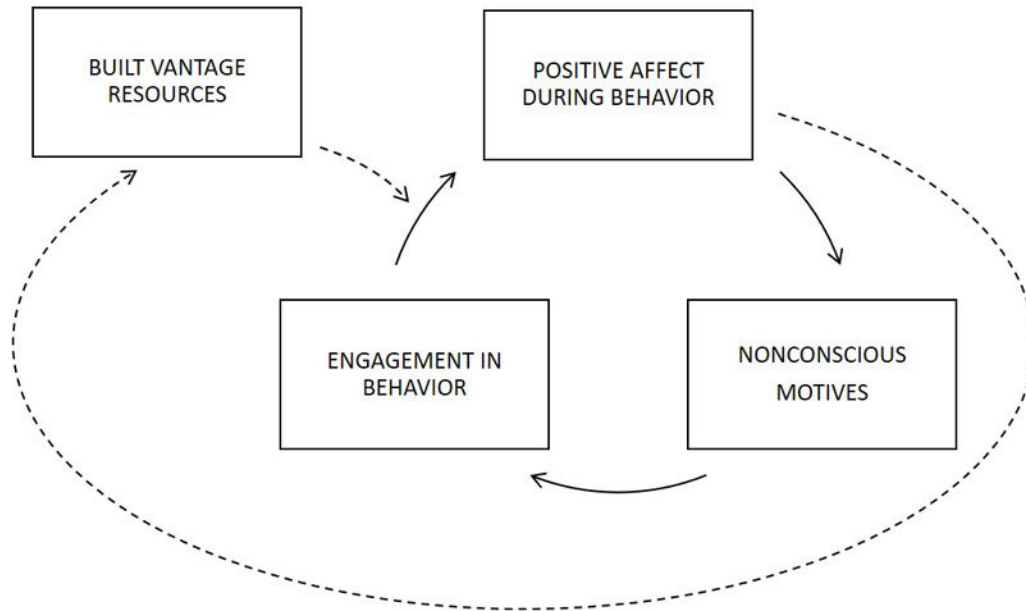 BUILT VANTAGE
RESOURCES
POSITIVE AFFECT
DURING BEHAVIOR
ENGAGEMENT IN
BEHAVIOR
NONCONSCIOUS
MOTIVES